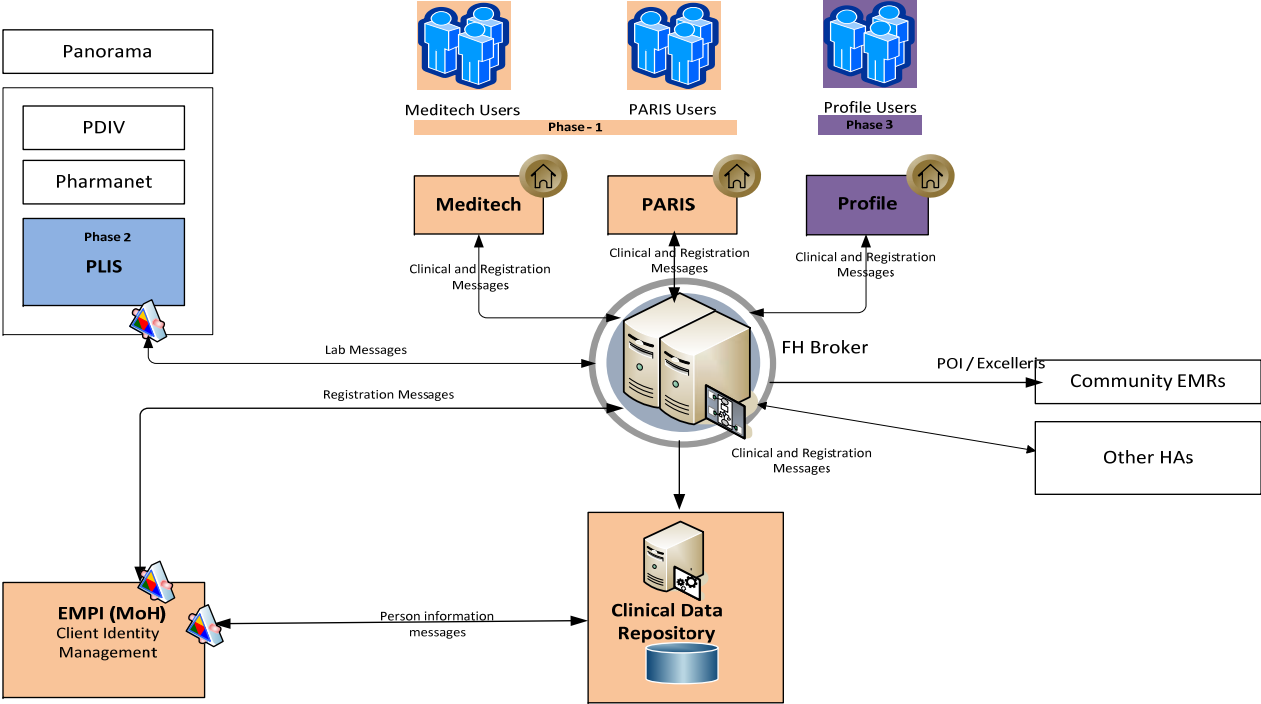 Panorama
PDIV
Pharmanet
Phase 2
PLIS
Meditech Users
PARIS Users
Profile Users
Phase - 1
Phase 3
Meditech
PARIS
Profile
Clinical and Registration
Messages
Clinical and Registration
Messages
Clinical and Registration
Messages
Lab Messages
FH Broker
POI / Excelleris
Community EMRs
Registration Messages
Clinical and Registration
Messages
Other HAs
EMPI (MoH)
Client Identity
Management
Person information
messages
Clinical Data
Repository